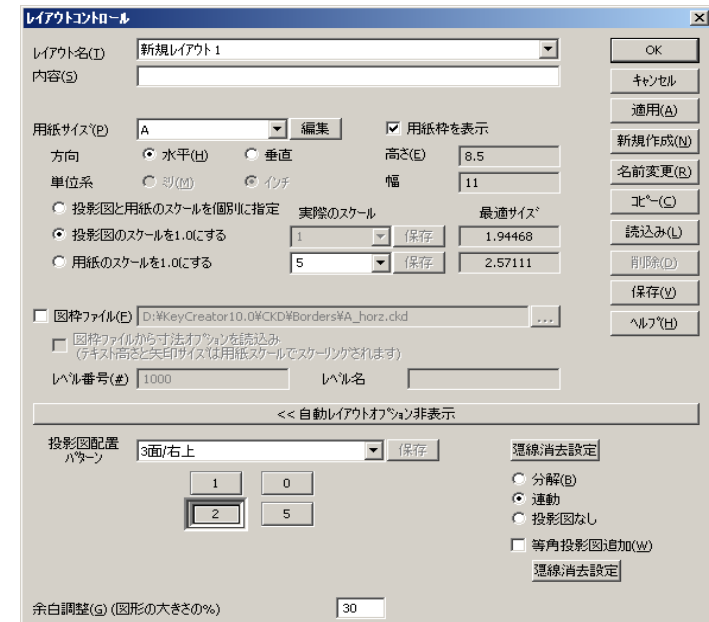 レイアウトコントロール
レイアウト名(T) 新規レイアウト 1 OK
内容(S) キャンセル
適用(A)
用紙サイズ(P) A 編集 用紙枠を表示 新規作成(N)
方向 水平(H) 垂直 高さ(E) 8.5 名前変更(R)
単位系 ミリ(M) インチ 幅 11 コピー(C)
投影図と用紙のスケールを個別に指定 実際のスケール 最適サイズ
投影図のスケールを1.0にする 1 保存 1.94468 読込み(L)
用紙のスケールを1.0にする 5 保存 2.57111 削除(D)
保存(V)
図枠ファイル(F) D:¥KeyCreator10.0¥CKD¥Borders¥A_horz.ckd ... ヘルプ(H)
図枠ファイルから寸法オプションを読込み
(テキスト高さと矢印サイズは用紙スケールでスケーリングされます)
レベル番号(#) 1000 レベル名
<< 自動レイアウトオプション非表示
投影図配置パターン 3面/右上 保存 隠線消去設定
1 0 分解(B)
2 5 連動
投影図なし
等角投影図追加(W)
隠線消去設定
余白調整(G) (図形の大きさの%) 30